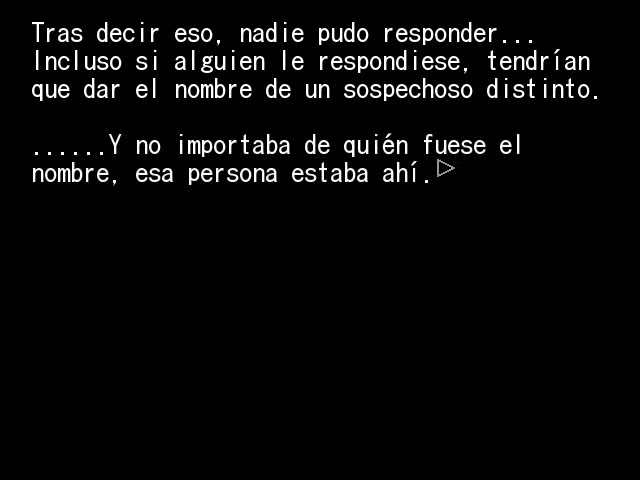 Tras decir eso, nadie pudo responder...
Incluso si alguien le respondiese, tendrían
que dar el nombre de un sospechoso distinto.
......Y no importaba de quién fuese el
nombre, esa persona estaba ahí.